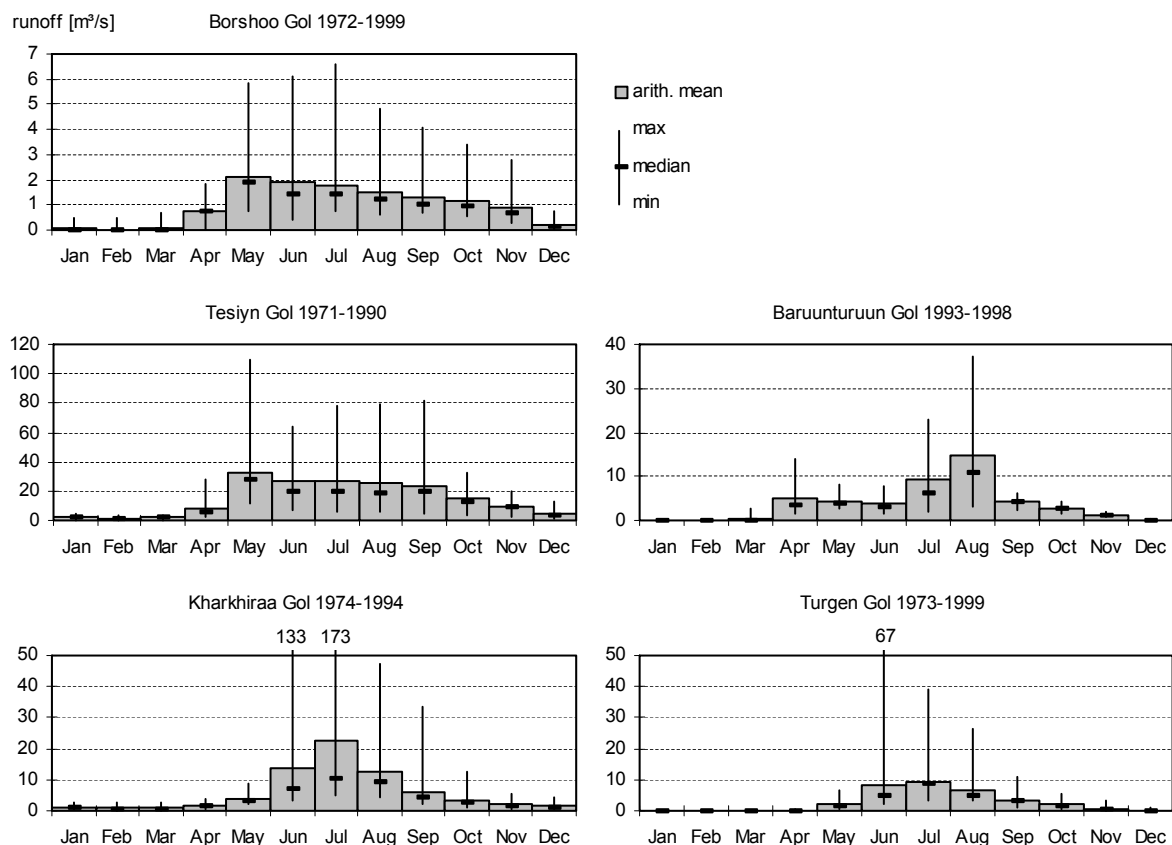 runoff [m³/s]
Borshoo Gol 1972-1999
7
6
5
4
3
2
1
0
Jan Feb Mar Apr May Jun Jul Aug Sep Oct Nov Dec
arith. mean
max
median
min
Tesiyn Gol 1971-1990
120
100
80
60
40
20
0
Jan Feb Mar Apr May Jun Jul Aug Sep Oct Nov Dec
Baruunturuun Gol 1993-1998
40
30
20
10
0
Jan Feb Mar Apr May Jun Jul Aug Sep Oct Nov Dec
Kharkhiraa Gol 1974-1994
133 173
50
40
30
20
10
0
Jan Feb Mar Apr May Jun Jul Aug Sep Oct Nov Dec
Turgen Gol 1973-1999
67
50
40
30
20
10
0
Jan Feb Mar Apr May Jun Jul Aug Sep Oct Nov Dec